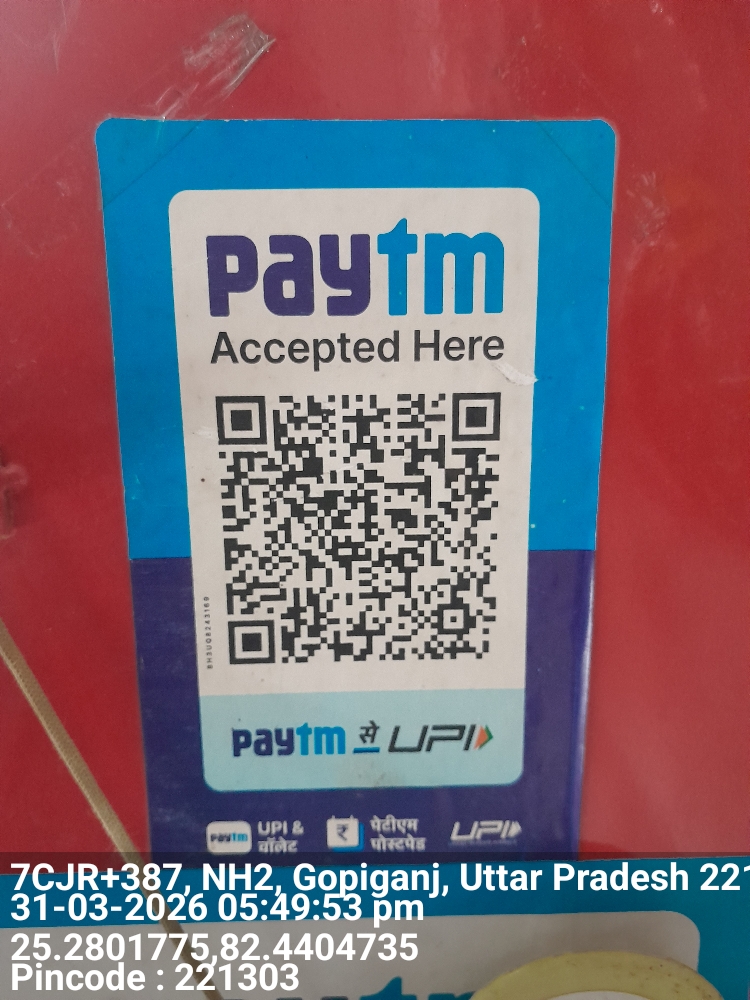 paytm
Accepted Here
BH3UQ8243169
paytm से UPI
paytm UPI & वॉलेट
₹ पेटीएम पोस्टपेड
UPI
7CJR+387, NH2, Gopiganj, Uttar Pradesh 221
31-03-2026 05:49:53 pm
25.2801775,82.4404735
Pincode : 221303